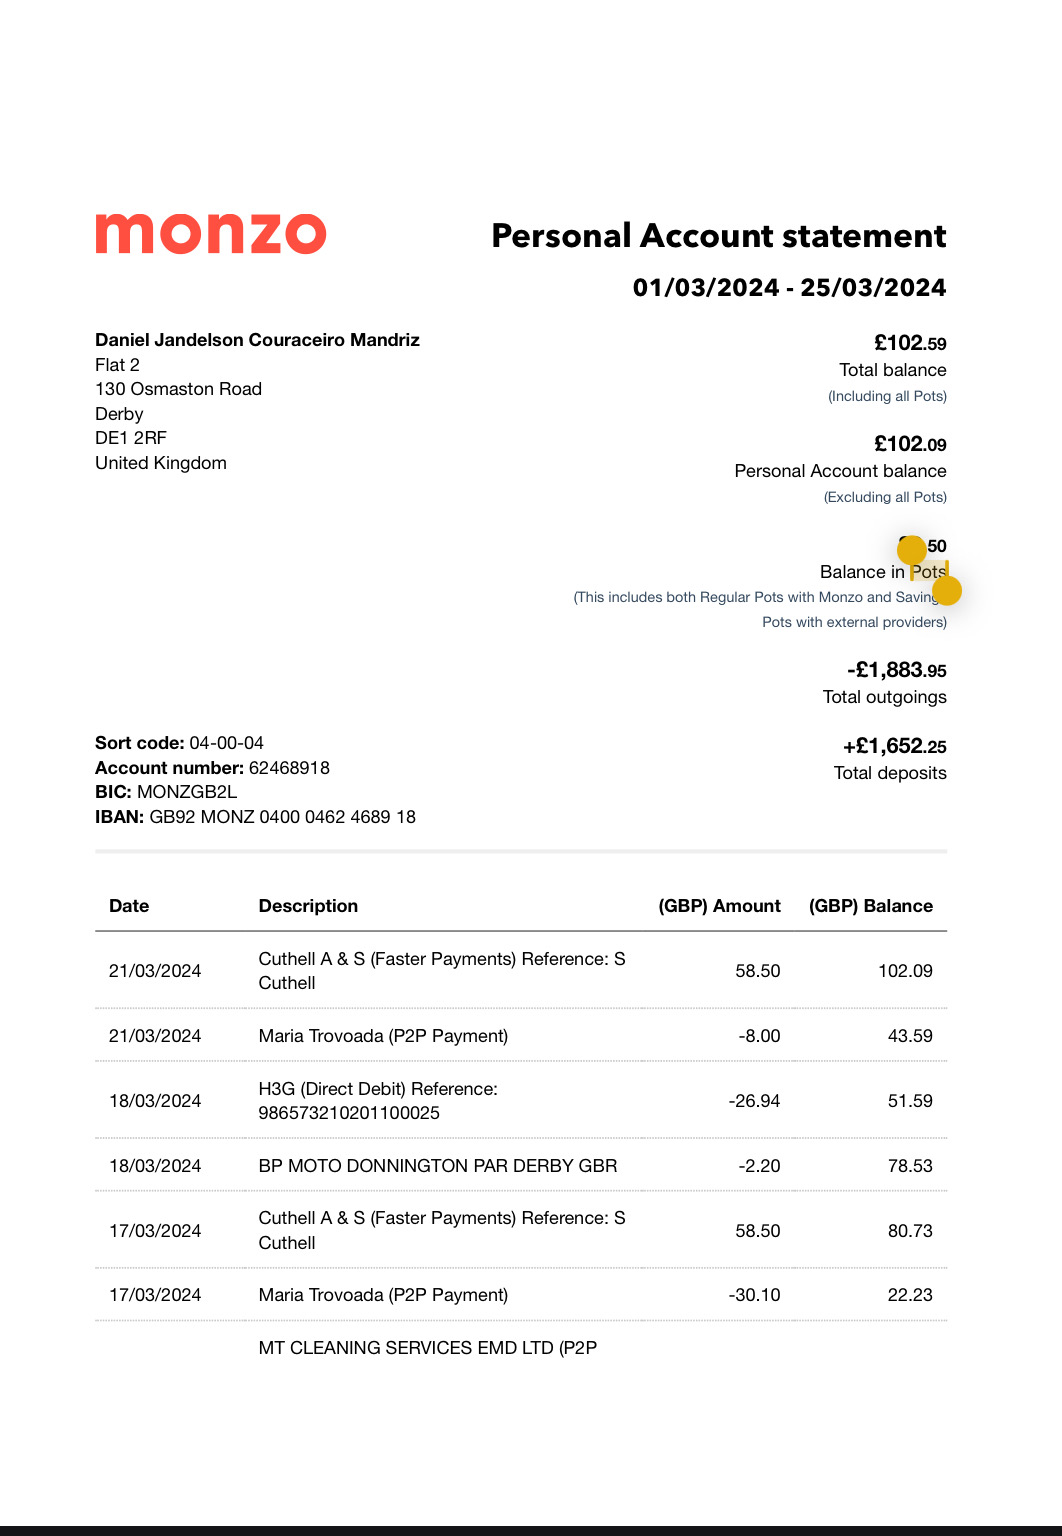 monzo
Personal Account statement
01/03/2024 - 25/03/2024
Daniel Jandelson Couraceiro Mandriz
Flat 2
130 Osmaston Road
Derby
DE1 2RF
United Kingdom
£102.59
Total balance
(Including all Pots)
£102.09
Personal Account balance
(Excluding all Pots)
.50
Balance in Pots
(This includes both Regular Pots with Monzo and Saving
Pots with external providers)
-£1,883.95
Total outgoings
+£1,652.25
Total deposits
Sort code: 04-00-04
Account number: 62468918
BIC: MONZGB2L
IBAN: GB92 MONZ 0400 0462 4689 18
Date Description (GBP) Amount (GBP) Balance
21/03/2024 Cuthell A & S (Faster Payments) Reference: S 58.50 102.09
Cuthell
21/03/2024 Maria Trovoada (P2P Payment) -8.00 43.59
18/03/2024 H3G (Direct Debit) Reference: -26.94 51.59
986573210201100025
18/03/2024 BP MOTO DONNINGTON PAR DERBY GBR -2.20 78.53
17/03/2024 Cuthell A & S (Faster Payments) Reference: S 58.50 80.73
Cuthell
17/03/2024 Maria Trovoada (P2P Payment) -30.10 22.23
MT CLEANING SERVICES EMD LTD (P2P